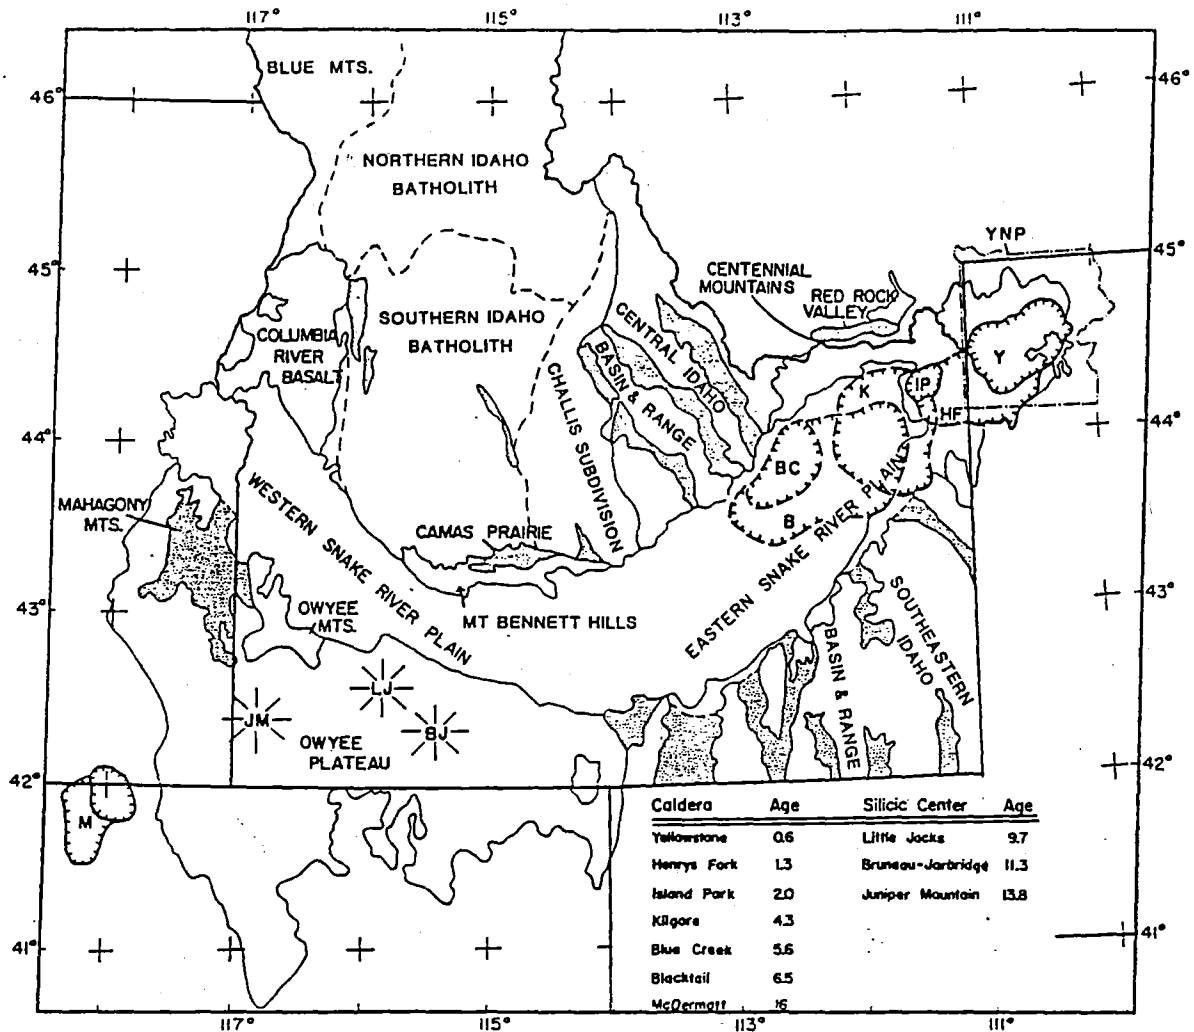 117°
115°
113°
111°
BLUE MTS.
46°
46°
NORTHERN IDAHO
BATHOLITH
YNP
45°
45°
CENTENNIAL
MOUNTAINS
RED ROCK
VALLEY
COLUMBIA
RIVER
BASALT
SOUTHERN IDAHO
BATHOLITH
CENTRAL IDAHO
BASIN & RANGE
CHALLIS SUBDIVISION
Y
K
IP
HF
44°
44°
BC
B
MAHAGONY
MTS.
WESTERN SNAKE RIVER PLAIN
CAMAS PRAIRIE
EASTERN SNAKE RIVER PLAIN
43°
43°
OWYEE
MTS.
MT BENNETT HILLS
SOUTHEASTERN
IDAHO
BASIN & RANGE
LJ
JM
BJ
OWYEE
PLATEAU
42°
42°
M
Caldera Age Silicic Center Age
Yellowstone 0.6 Little Jacks 9.7
Henrys Fork 1.3 Bruneau-Jarbridge 11.3
Island Park 2.0 Juniper Mountain 13.8
Kilgore 4.3
Blue Creek 5.6
Blacktail 6.5
McDermatt 16
41°
41°
117°
115°
113°
111°